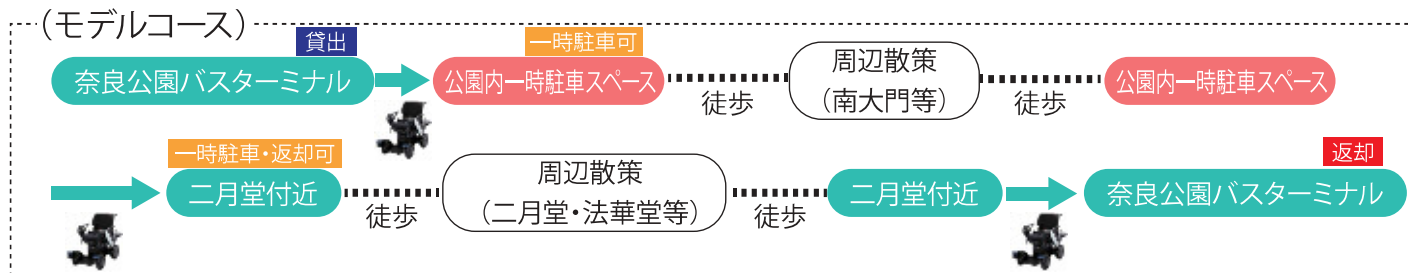 (モデルコース)
貸出
奈良公園バスターミナル
一時駐車可
公園内一時駐車スペース
徒歩
周辺散策
(南大門等)
徒歩
公園内一時駐車スペース
一時駐車・返却可
二月堂付近
徒歩
周辺散策
(二月堂・法華堂等)
徒歩
二月堂付近
返却
奈良公園バスターミナル